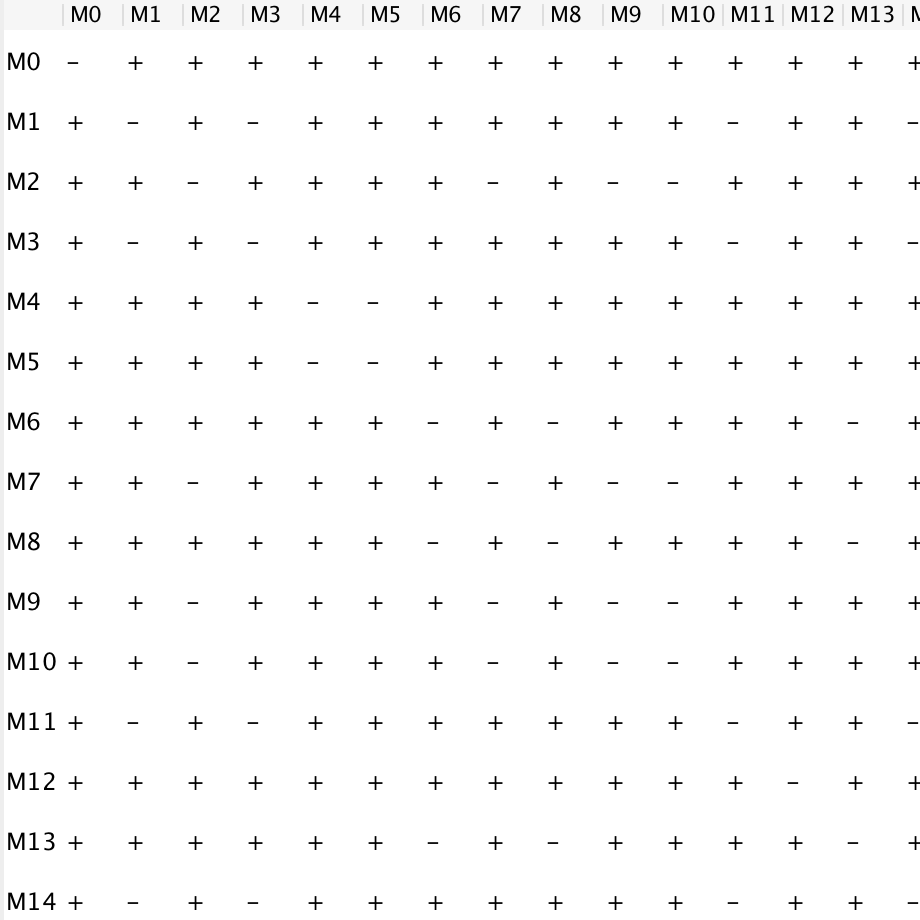 M0 M1 M2 M3 M4 M5 M6 M7 M8 M9 M10 M11 M12 M13
M0 – + + + + + + + + + + + + + +
M1 + – + – + + + + + + + – + + –
M2 + + – + + + + – + – – + + + +
M3 + – + – + + + + + + + – + + –
M4 + + + + – – + + + + + + + + +
M5 + + + + – – + + + + + + + + +
M6 + + + + + + – + – + + + + – +
M7 + + – + + + + – + – – + + + +
M8 + + + + + + – + – + + + + – +
M9 + + – + + + + – + – – + + + +
M10 + + – + + + + – + – – + + + +
M11 + – + – + + + + + + + – + + –
M12 + + + + + + + + + + + + – + +
M13 + + + + + + – + – + + + + – +
M14 + – + – + + + + + + + – + + –